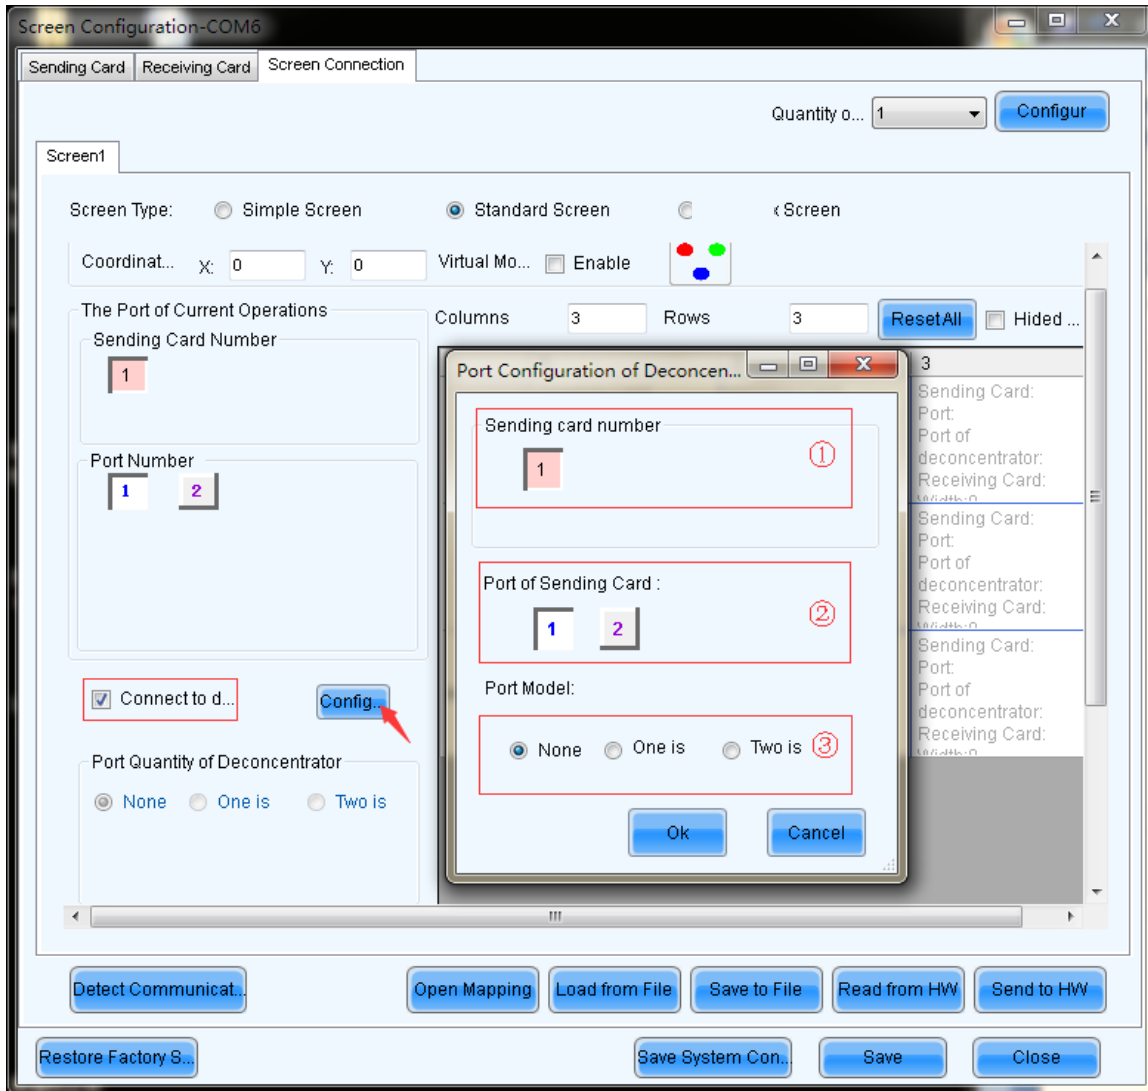 Screen Configuration-COM6
Sending Card Receiving Card Screen Connection
Quantity o... 1 Configur
Screen1
Screen Type: Simple Screen Standard Screen Screen
Coordinat... X: 0 Y: 0 Virtual Mo... Enable
The Port of Current Operations
Columns 3 Rows 3 ResetAll Hided ...
Sending Card Number
1
Port Number
1 2
Connect to d... Config...
Port Quantity of Deconcentrator
None One is Two is
Port Configuration of Deconcen...
Sending card number
1 ①
Port of Sending Card :
1 2 ②
Port Model:
None One is Two is ③
Ok Cancel
3
Sending Card:
Port:
Port of
deconcentrator:
Receiving Card:
Width:0
Sending Card:
Port:
Port of
deconcentrator:
Receiving Card:
Width:0
Sending Card:
Port:
Port of
deconcentrator:
Receiving Card:
Width:0
Detect Communicat... Open Mapping Load from File Save to File Read from HW Send to HW
Restore Factory S... Save System Con... Save Close